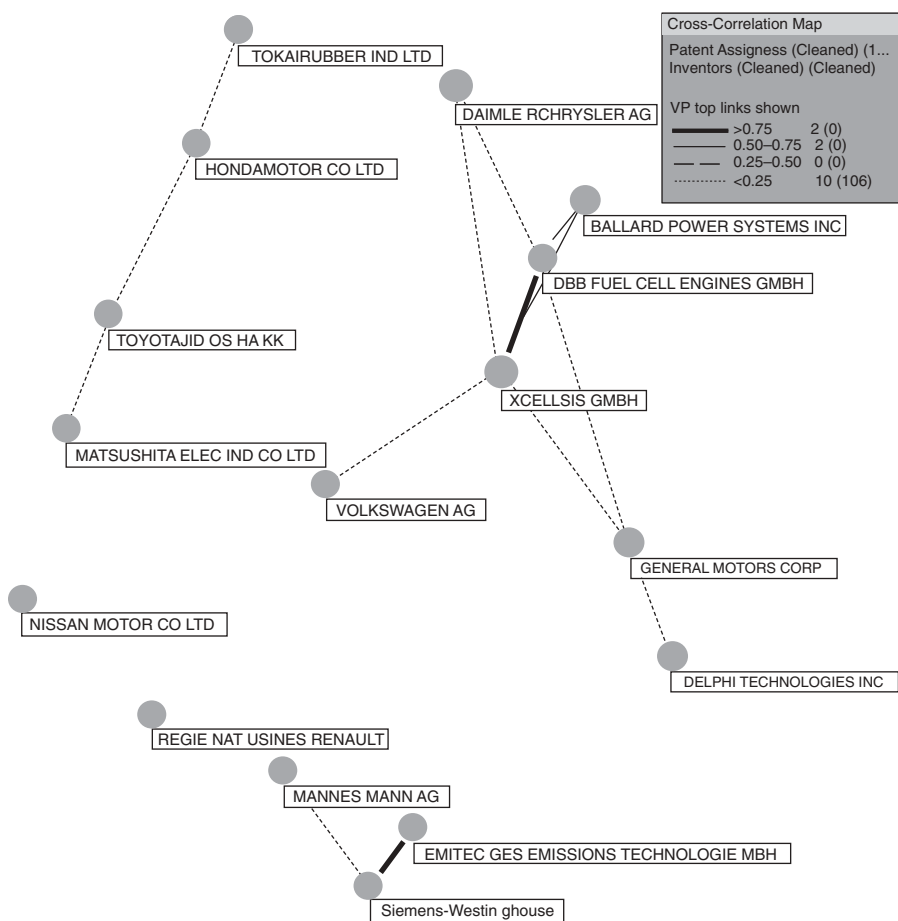 Cross-Correlation Map
Patent Assigness (Cleaned) (1...
Inventors (Cleaned) (Cleaned)
VP top links shown
>0.75 2 (0)
0.50–0.75 2 (0)
0.25–0.50 0 (0)
<0.25 10 (106)
TOKAIRUBBER IND LTD
DAIMLE RCHRYSLER AG
HONDAMOTOR CO LTD
BALLARD POWER SYSTEMS INC
DBB FUEL CELL ENGINES GMBH
TOYOTAJID OS HA KK
XCELLSIS GMBH
MATSUSHITA ELEC IND CO LTD
VOLKSWAGEN AG
GENERAL MOTORS CORP
NISSAN MOTOR CO LTD
DELPHI TECHNOLOGIES INC
REGIE NAT USINES RENAULT
MANNES MANN AG
EMITEC GES EMISSIONS TECHNOLOGIE MBH
Siemens-Westin ghouse